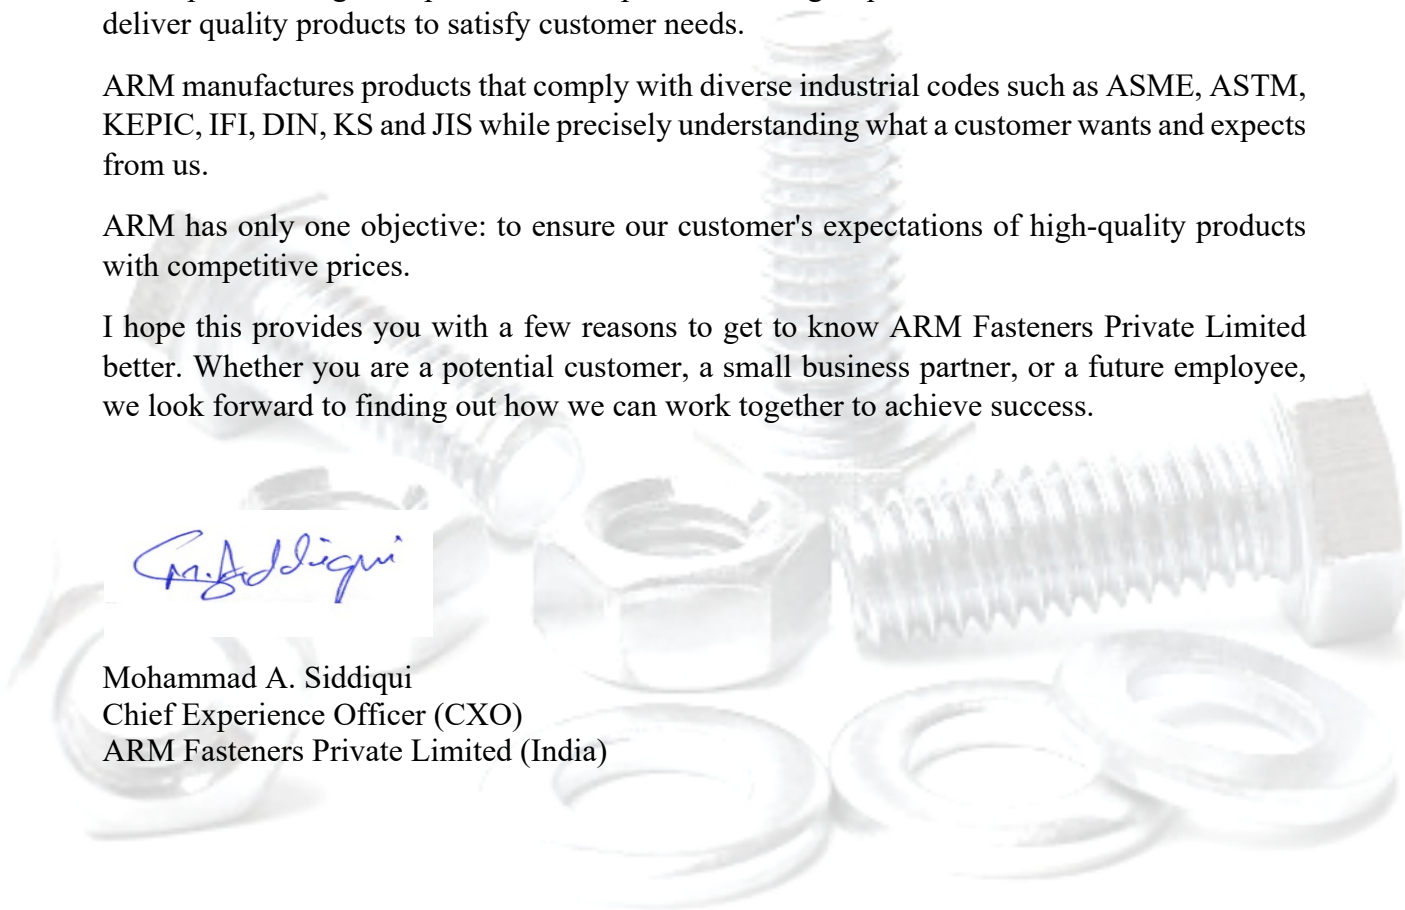 deliver quality products to satisfy customer needs.
ARM manufactures products that comply with diverse industrial codes such as ASME, ASTM,
KEPIC, IFI, DIN, KS and JIS while precisely understanding what a customer wants and expects
from us.
ARM has only one objective: to ensure our customer's expectations of high-quality products
with competitive prices.
I hope this provides you with a few reasons to get to know ARM Fasteners Private Limited
better. Whether you are a potential customer, a small business partner, or a future employee,
we look forward to finding out how we can work together to achieve success.
M.Siddiqui
Mohammad A. Siddiqui
Chief Experience Officer (CXO)
ARM Fasteners Private Limited (India)